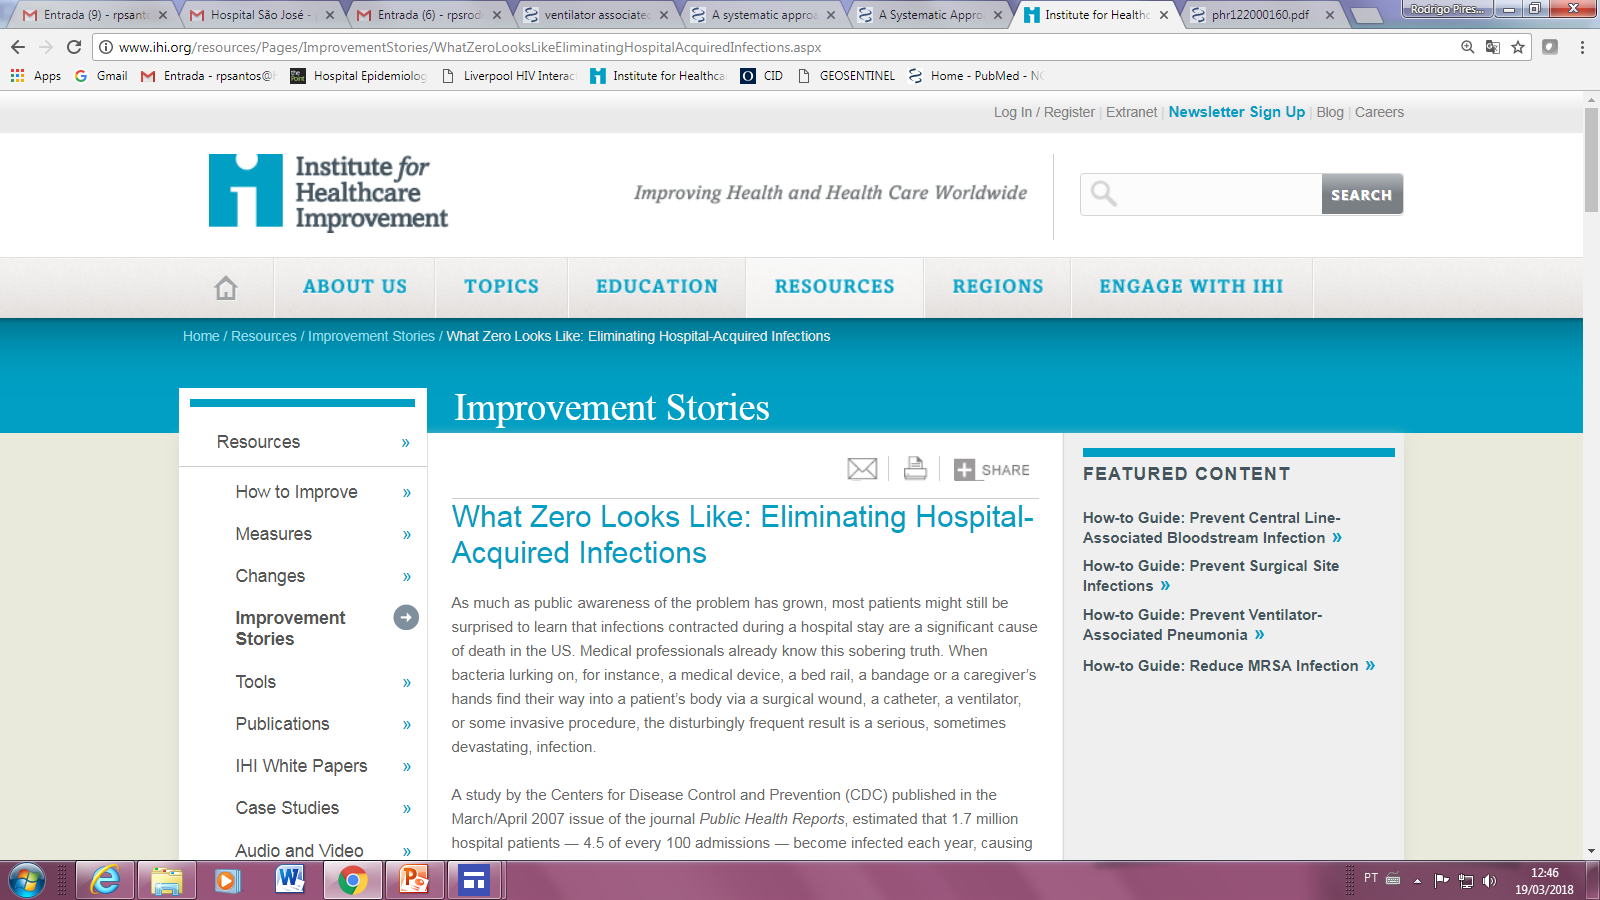 Entrada (9) - rpsant
Hospital São José -
Entrada (6) - rpsrod
ventilator associated
A systematic approa
A Systematic Appro
Institute for Healthc
phr122000160.pdf
Rodrigo Pires...
www.ihi.org/resources/Pages/ImprovementStories/WhatZeroLooksLikeEliminatingHospitalAcquiredInfections.aspx
Apps
Gmail
Entrada - rpsantos@
Hospital Epidemiolog
Liverpool HIV Interac
Institute for Healthca
CID
GEOSENTINEL
Home - PubMed - NC
Log In / Register | Extranet | Newsletter Sign Up | Blog | Careers
Institute for
Healthcare
Improvement
Improving Health and Health Care Worldwide
SEARCH
ABOUT US
TOPICS
EDUCATION
RESOURCES
REGIONS
ENGAGE WITH IHI
Home / Resources / Improvement Stories / What Zero Looks Like: Eliminating Hospital-Acquired Infections
Improvement Stories
Resources »
How to Improve »
Measures »
Changes »
Improvement
Stories
Tools »
Publications »
IHI White Papers »
Case Studies »
Audio and Video »
SHARE
What Zero Looks Like: Eliminating Hospital-
Acquired Infections
As much as public awareness of the problem has grown, most patients might still be
surprised to learn that infections contracted during a hospital stay are a significant cause
of death in the US. Medical professionals already know this sobering truth. When
bacteria lurking on, for instance, a medical device, a bed rail, a bandage or a caregiver's
hands find their way into a patient's body via a surgical wound, a catheter, a ventilator,
or some invasive procedure, the disturbingly frequent result is a serious, sometimes
devastating, infection.
A study by the Centers for Disease Control and Prevention (CDC) published in the
March/April 2007 issue of the journal Public Health Reports, estimated that 1.7 million
hospital patients — 4.5 of every 100 admissions — become infected each year, causing
FEATURED CONTENT
How-to Guide: Prevent Central Line-
Associated Bloodstream Infection »
How-to Guide: Prevent Surgical Site
Infections »
How-to Guide: Prevent Ventilator-
Associated Pneumonia »
How-to Guide: Reduce MRSA Infection »
PT
12:46
19/03/2018